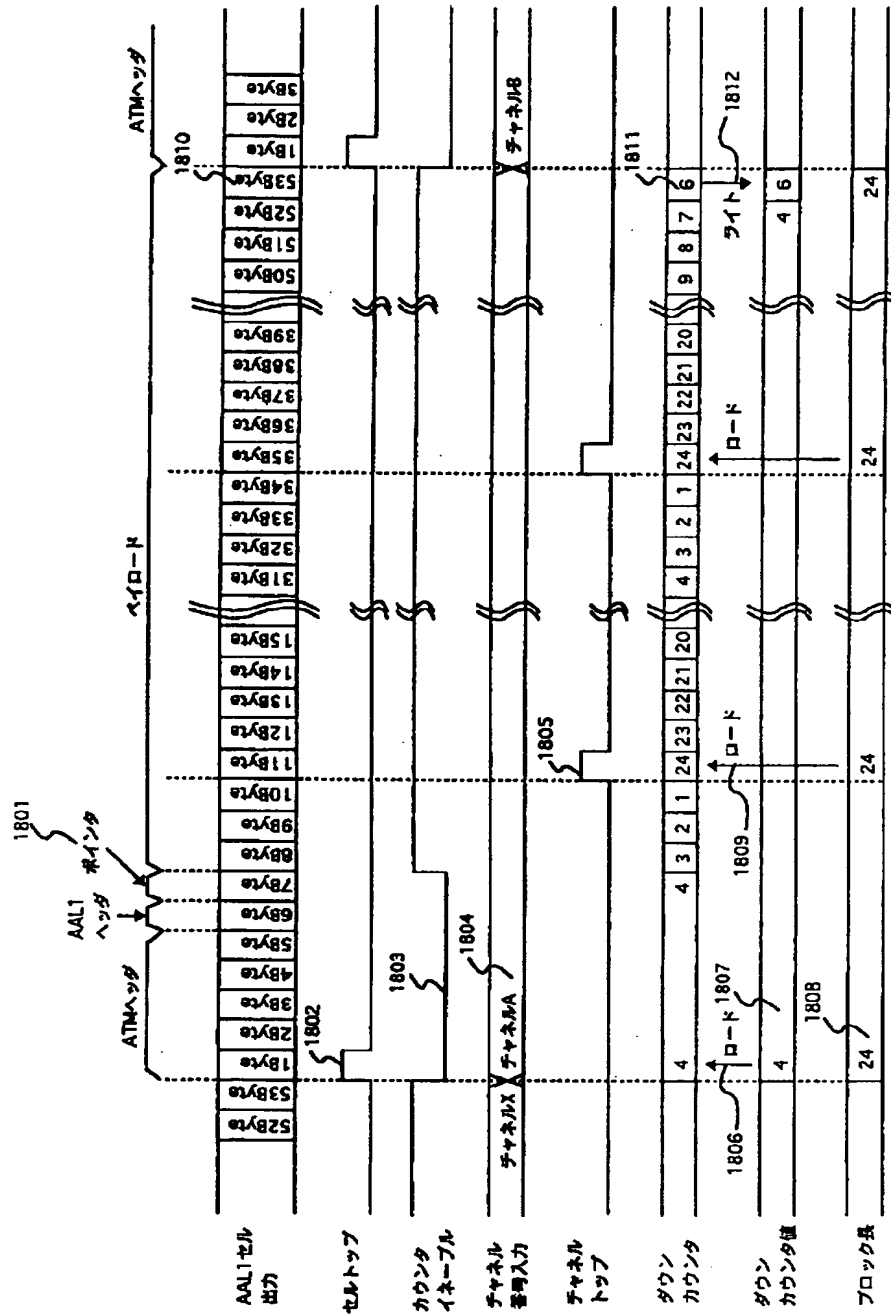 ATMヘッダ
AAL1
ヘッダ
1801
ポインタ
ペイロード
1810
ATMヘッダ
AAL1セル
出力
52Byte
53Byte
1Byte
2Byte
3Byte
4Byte
5Byte
6Byte
7Byte
8Byte
9Byte
10Byte
11Byte
12Byte
13Byte
14Byte
15Byte
31Byte
32Byte
33Byte
34Byte
35Byte
36Byte
37Byte
38Byte
39Byte
50Byte
51Byte
52Byte
53Byte
1Byte
2Byte
3Byte
セルトップ
1802
カウンタ
イネーブル
1803
チャネル
番号入力
チャネルX
チャネルA
1804
チャネルB
チャネル
トップ
1805
ダウン
カウンタ
4
4 3 2 1 24 23 22 21 20
4 3 2 1 24 23 22 21 20
9 8 7 6
1811
1806
ロード
1807
1809
ロード
ロード
ライト
1812
ダウン
カウンタ値
4
4 6
ブロック長
1808
24
24
24
24